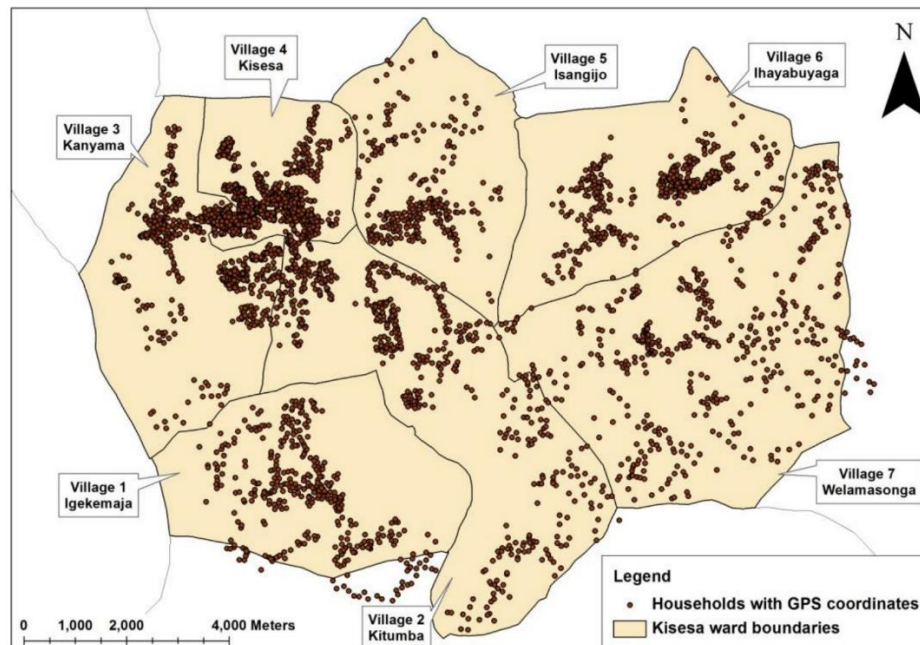 Village 4
Kisesa
Village 5
Isangijo
Village 6
Ihayabuyaga
N
Village 3
Kanyama
Village 1
Igekemaja
Village 7
Welamasonga
Village 2
Kitumba
Legend
Households with GPS coordinates
Kisesa ward boundaries
0 1,000 2,000 4,000 Meters